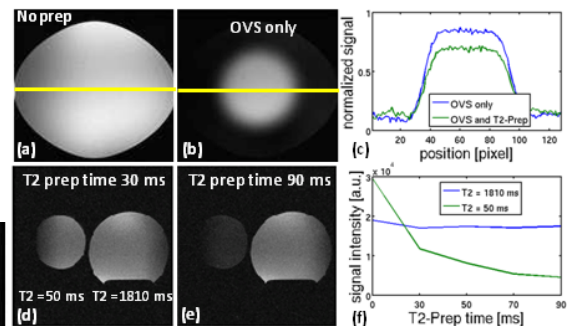 No prep
(a)
OVS only
(b)
normalized signal
1
0.5
0
0 20 40 60 80 100 120
OVS only
OVS and T2-Prep
(c)
position [pixel]
T2 prep time 30 ms
T2 =50 ms T2 =1810 ms
(d)
T2 prep time 90 ms
(e)
signal intensity [a.u.]
x 10⁴
3
2
1
0
0 30 50 70 90
T2 = 1810 ms
T2 = 50 ms
(f)
T2-Prep time [ms]